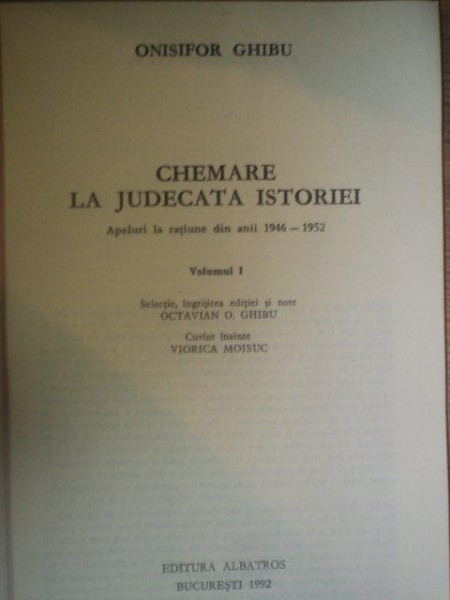 ONISIFOR GHIBU
CHEMARE
LA JUDECATA ISTORIEI
Apeluri la rațiune din anii 1946 — 1952
Volumul I
Selecție, îngrijirea ediției și note
OCTAVIAN O. GHIBU
Cuvînt înainte
VIORICA MOISUC
EDITURA ALBATROS
BUCUREȘTI 1992